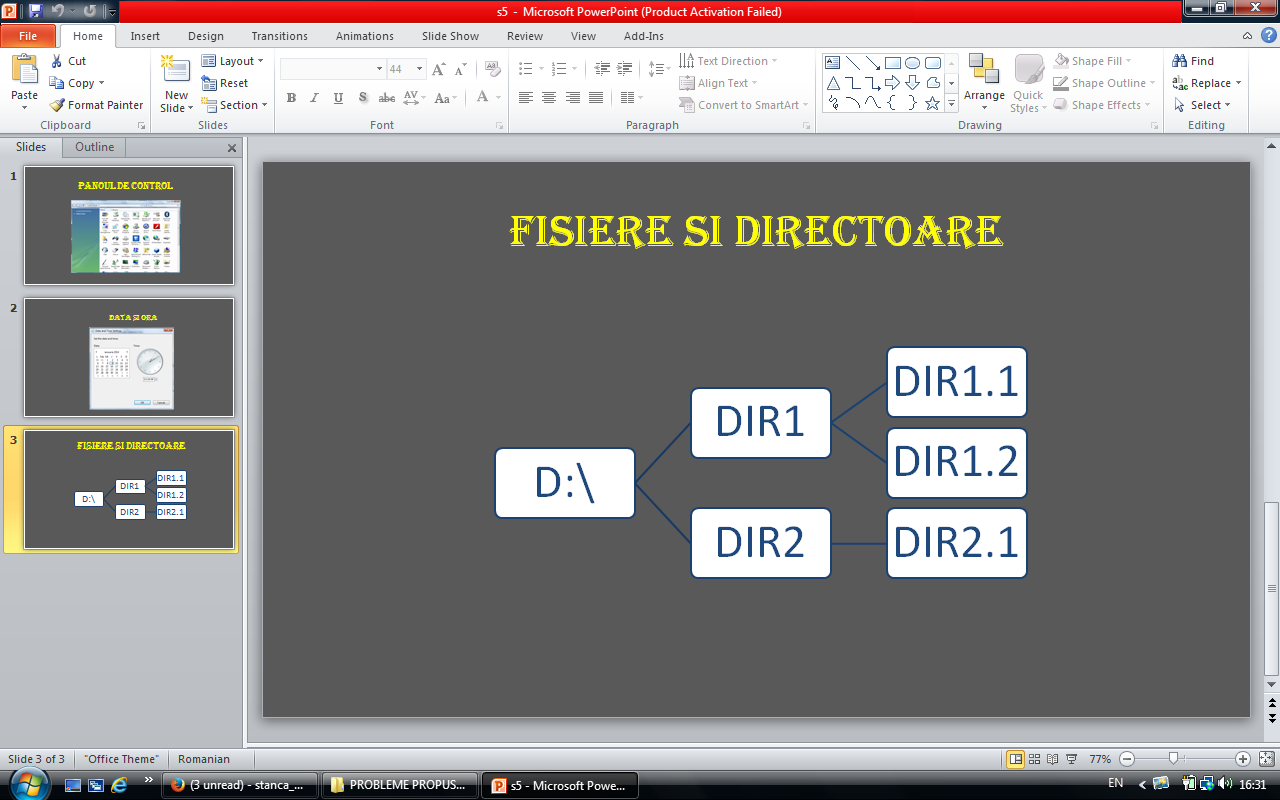 s5 - Microsoft PowerPoint (Product Activation Failed)
File Home Insert Design Transitions Animations Slide Show Review View Add-Ins
Paste
Cut
Copy
Format Painter
Clipboard
New
Slide
Layout
Reset
Section
Slides
44
B I U S abc AV Aa A
Font
Text Direction
Align Text
Convert to SmartArt
Paragraph
Arrange
Quick
Styles
Shape Fill
Shape Outline
Shape Effects
Drawing
Find
Replace
Select
Editing
Slides Outline
1
PANOUL DE CONTROL
2
DATA SI ORA
3
FISIERE SI DIRECTOARE
D:\
DIR1
DIR2
DIR1.1
DIR1.2
DIR2.1
FISIERE SI DIRECTOARE
D:\
DIR1
DIR2
DIR1.1
DIR1.2
DIR2.1
Slide 3 of 3 "Office Theme" Romanian 77%
(3 unread) - stanca_... PROBLEME PROPUS... s5 - Microsoft Powe... EN 16:31